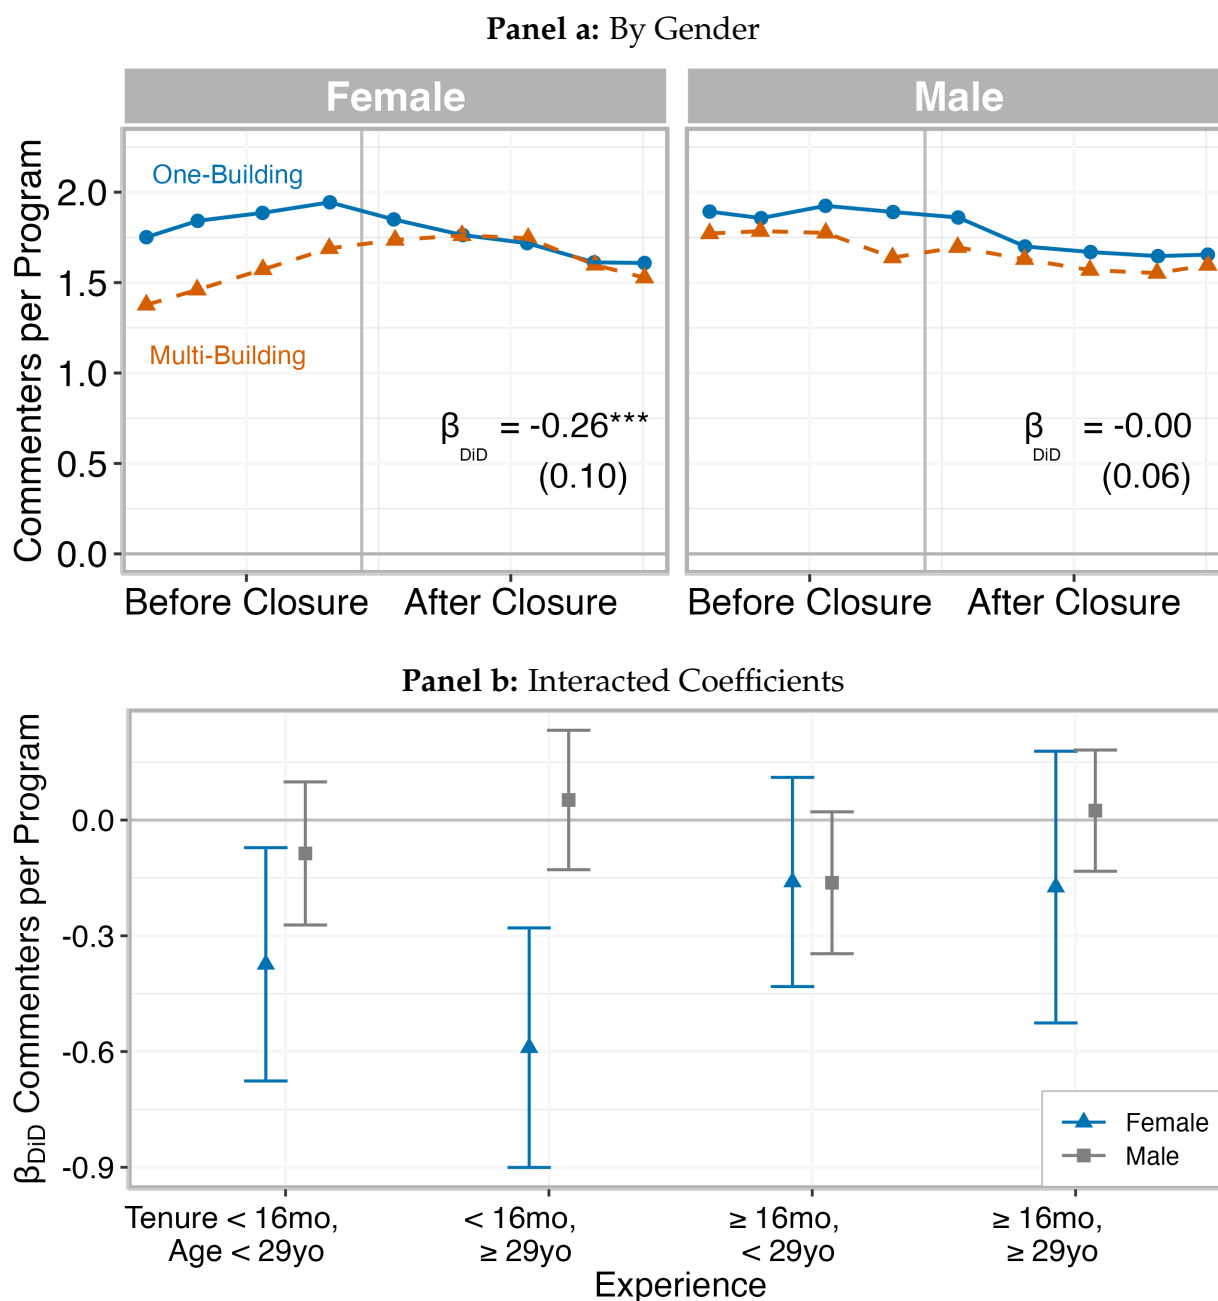 Panel a: By Gender
Female
Male
Commenters per Program
2.0
1.5
1.0
0.5
0.0
One-Building
Multi-Building
β DiD = -0.26***
(0.10)
β DiD = -0.00
(0.06)
Before Closure
After Closure
Before Closure
After Closure
Panel b: Interacted Coefficients
βDiD Commenters per Program
0.0
-0.3
-0.6
-0.9
Female
Male
Tenure < 16mo,
Age < 29yo
< 16mo,
≥ 29yo
≥ 16mo,
< 29yo
≥ 16mo,
≥ 29yo
Experience